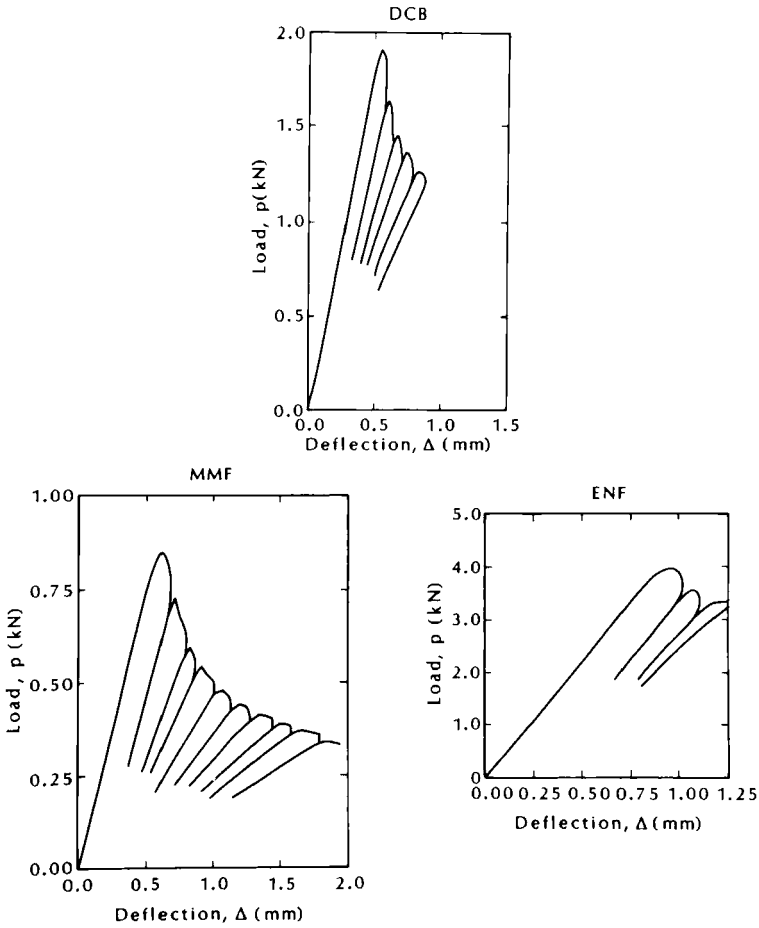 DCB
2.0
1.5
1.0
0.5
0.0
Load, p(kN)
0.0 0.5 1.0 1.5
Deflection, Δ (mm)
MMF
1.00
0.75
0.50
0.25
0.00
Load, p (kN)
0.0 0.5 1.0 1.5 2.0
Deflection, Δ (mm)
ENF
5.0
4.0
3.0
2.0
1.0
0
Load, p (kN)
0.00 0.25 0.50 0.75 1.00 1.25
Deflection, Δ (mm)